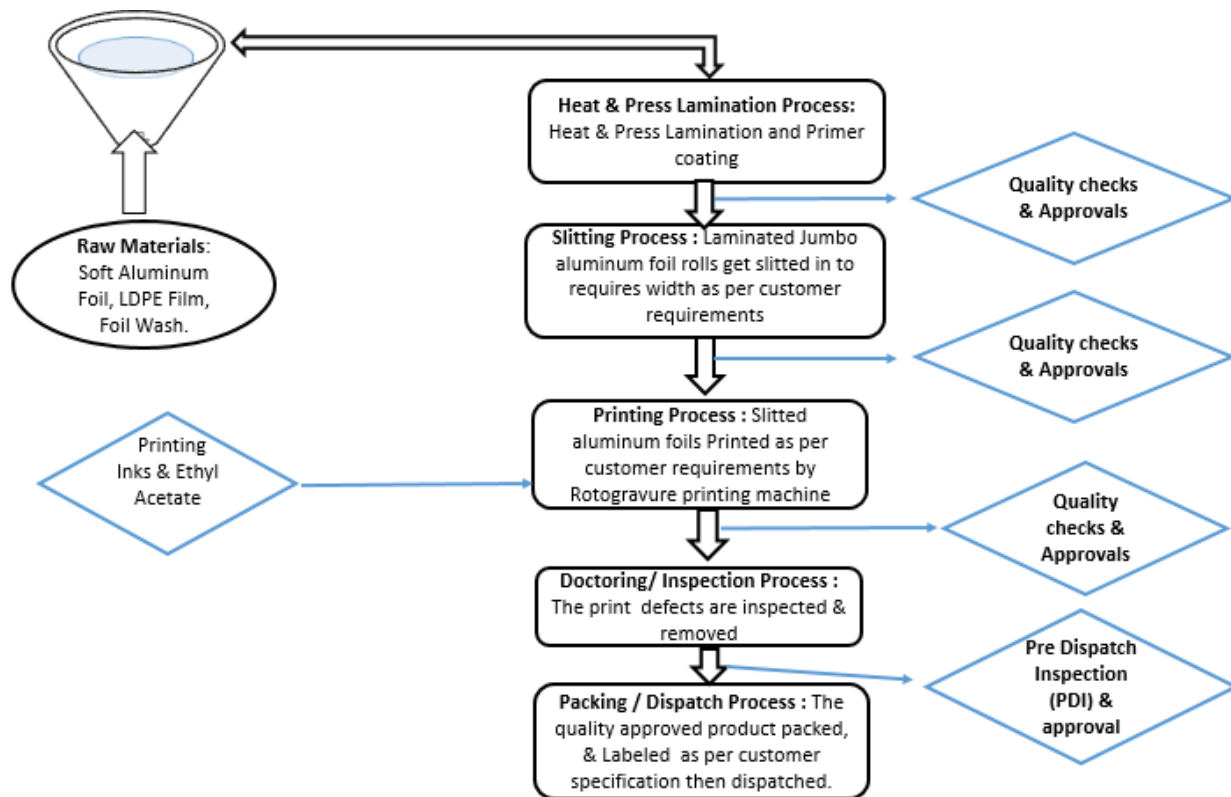 Heat & Press Lamination Process:
Heat & Press Lamination and Primer
coating
Quality checks
& Approvals
Raw Materials:
Soft Aluminum
Foil, LDPE Film,
Foil Wash.
Slitting Process : Laminated Jumbo
aluminum foil rolls get slitted in to
requires width as per customer
requirements
Quality checks
& Approvals
Printing
Inks & Ethyl
Acetate
Printing Process : Slitted
aluminum foils Printed as per
customer requirements by
Rotogravure printing machine
Quality
checks &
Approvals
Doctoring/ Inspection Process :
The print defects are inspected &
removed
Pre Dispatch
Inspection
(PDI) &
approval
Packing / Dispatch Process : The
quality approved product packed,
& Labeled as per customer
specification then dispatched.